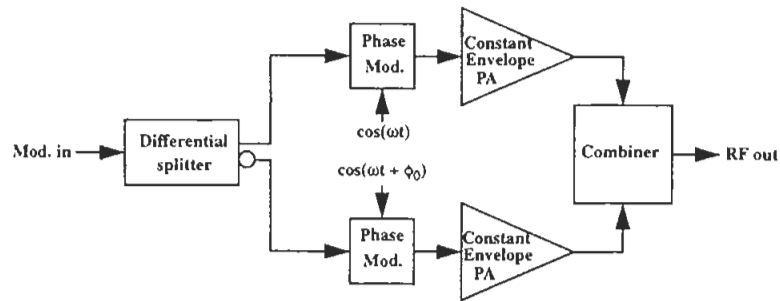 Phase
Mod.
Constant
Envelope
PA
cos(ωt)
Mod. in
Differential
splitter
Combiner
RF out
cos(ωt + ϕ0)
Phase
Mod.
Constant
Envelope
PA